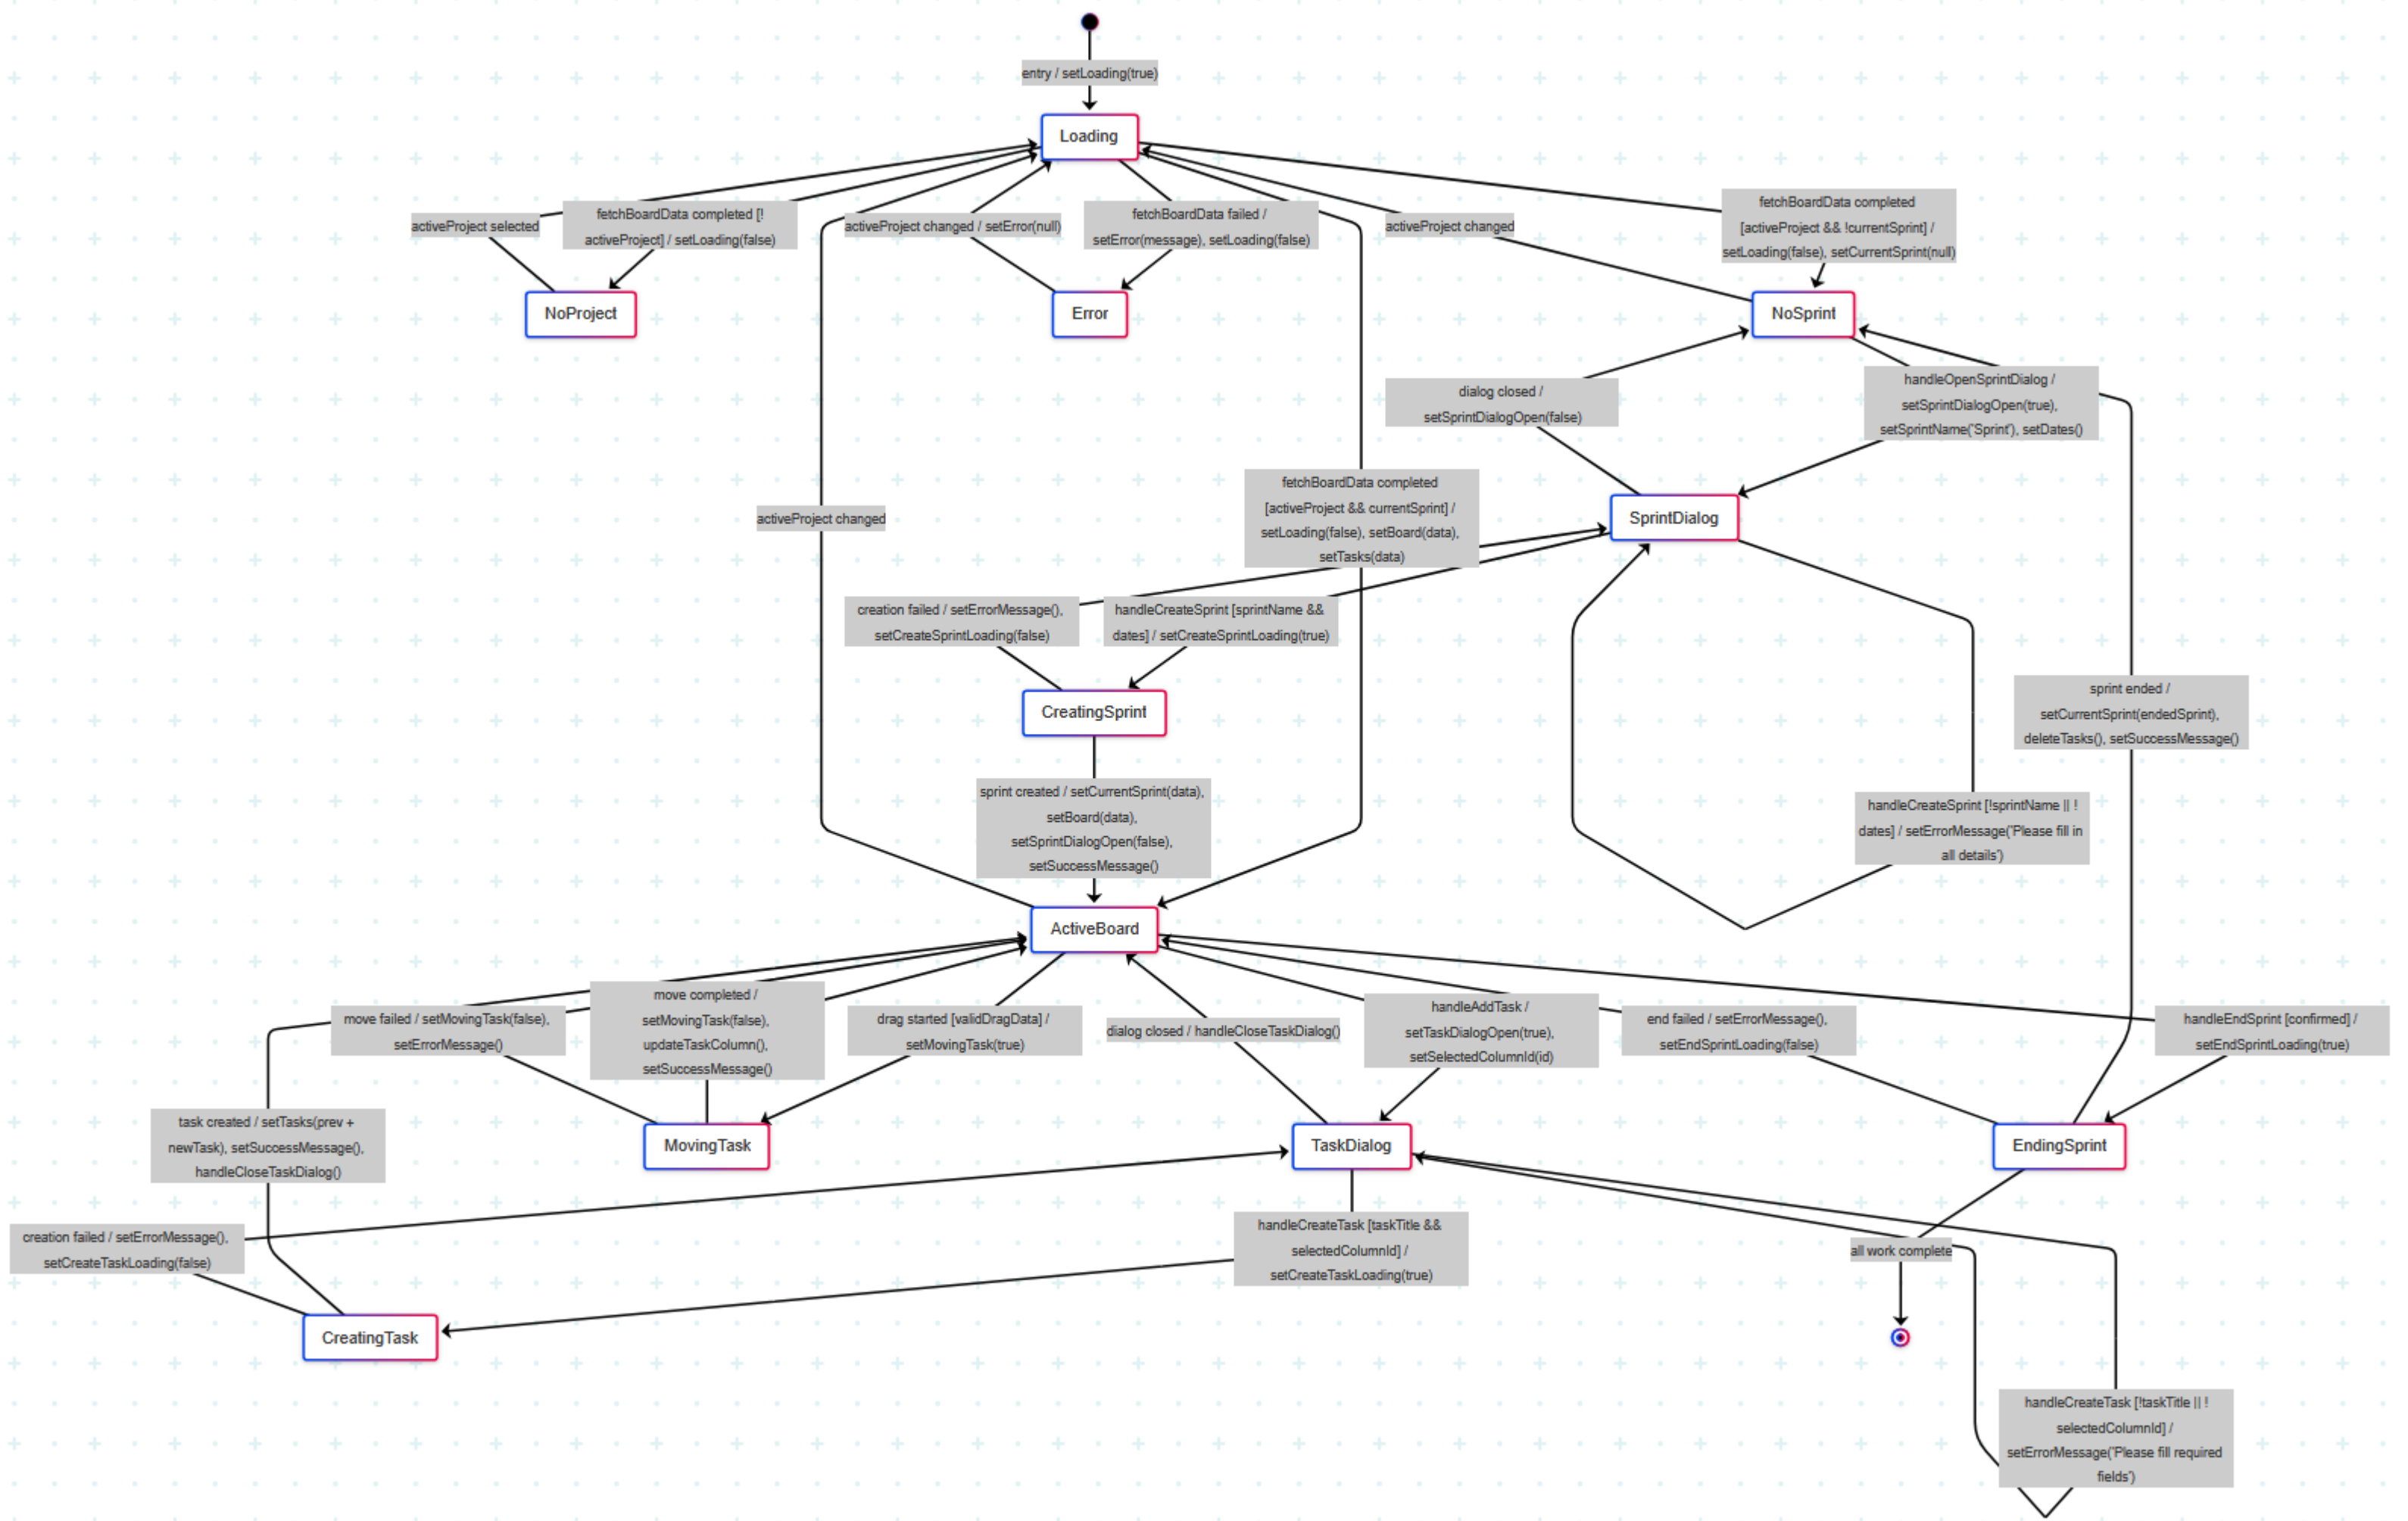 entry / setLoading(true)
Loading
activeProject selected
fetchBoardData completed [!
activeProject] / setLoading(false)
activeProject changed / setError(null)
fetchBoardData failed /
setError(message), setLoading(false)
activeProject changed
fetchBoardData completed
[activeProject && !currentSprint] /
setLoading(false), setCurrentSprint(null)
NoProject
Error
NoSprint
dialog closed /
setSprintDialogOpen(false)
handleOpenSprintDialog /
setSprintDialogOpen(true),
setSprintName('Sprint'), setDates()
activeProject changed
fetchBoardData completed
[activeProject && currentSprint] /
setLoading(false), setBoard(data),
setTasks(data)
SprintDialog
creation failed / setErrorMessage(),
setCreateSprintLoading(false)
handleCreateSprint [sprintName &&
dates] / setCreateSprintLoading(true)
CreatingSprint
sprint ended /
setCurrentSprint(endedSprint),
deleteTasks(), setSuccessMessage()
sprint created / setCurrentSprint(data),
setBoard(data),
setSprintDialogOpen(false),
setSuccessMessage()
handleCreateSprint [!sprintName || !
dates] / setErrorMessage('Please fill in
all details')
ActiveBoard
move failed / setMovingTask(false),
setErrorMessage()
move completed /
setMovingTask(false),
updateTaskColumn(),
setSuccessMessage()
drag started [validDragData] /
setMovingTask(true)
dialog closed / handleCloseTaskDialog()
handleAddTask /
setTaskDialogOpen(true),
setSelectedColumnId(id)
end failed / setErrorMessage(),
setEndSprintLoading(false)
handleEndSprint [confirmed] /
setEndSprintLoading(true)
task created / setTasks(prev +
newTask), setSuccessMessage(),
handleCloseTaskDialog()
MovingTask
TaskDialog
EndingSprint
creation failed / setErrorMessage(),
setCreateTaskLoading(false)
handleCreateTask [taskTitle &&
selectedColumnId] /
setCreateTaskLoading(true)
all work complete
CreatingTask
handleCreateTask [!taskTitle || !
selectedColumnId] /
setErrorMessage('Please fill required
fields')